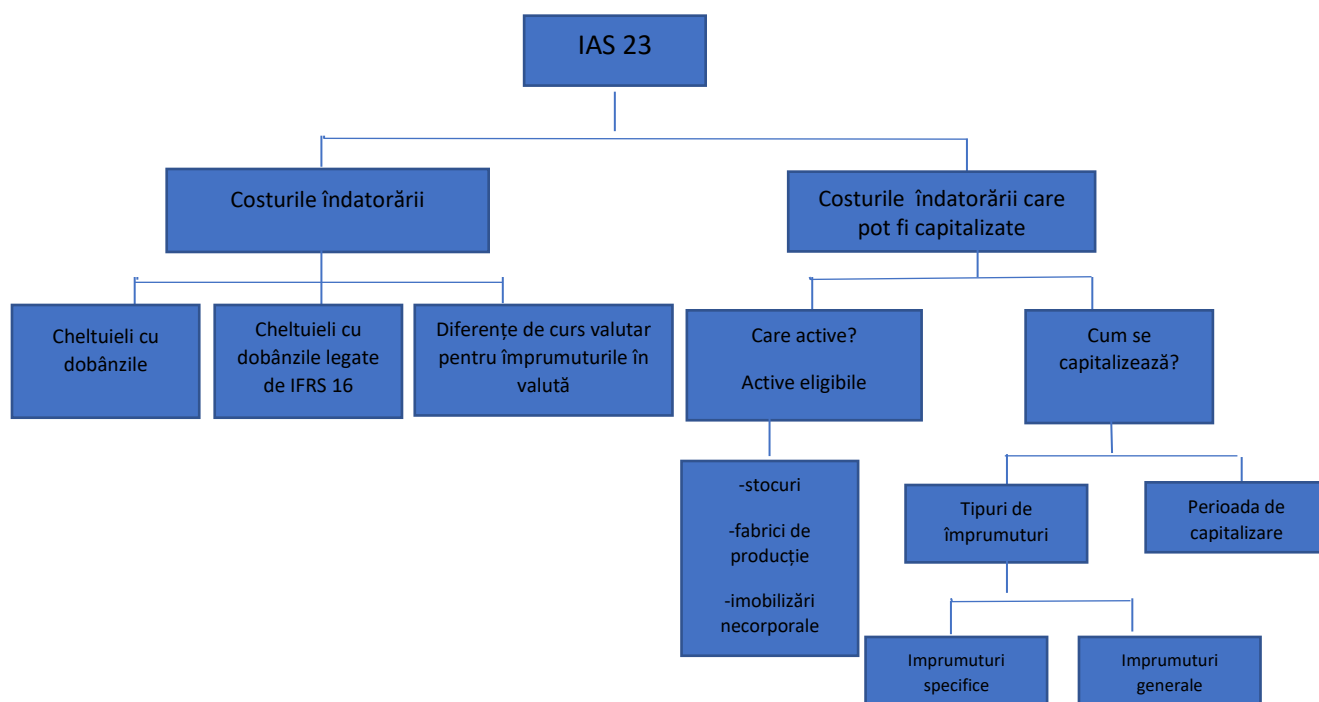 IAS 23
Costurile îndatorării
Costurile îndatorării care
pot fi capitalizate
Cheltuieli cu
dobânzile
Cheltuieli cu
dobânzile legate
de IFRS 16
Diferențe de curs valutar
pentru împrumuturile în
valută
Care active?
Active eligibile
Cum se
capitalizează?
-stocuri
-fabrici de
producție
-imobilizări
necorporale
Tipuri de
împrumuturi
Perioada de
capitalizare
Imprumuturi
specifice
Imprumuturi
generale